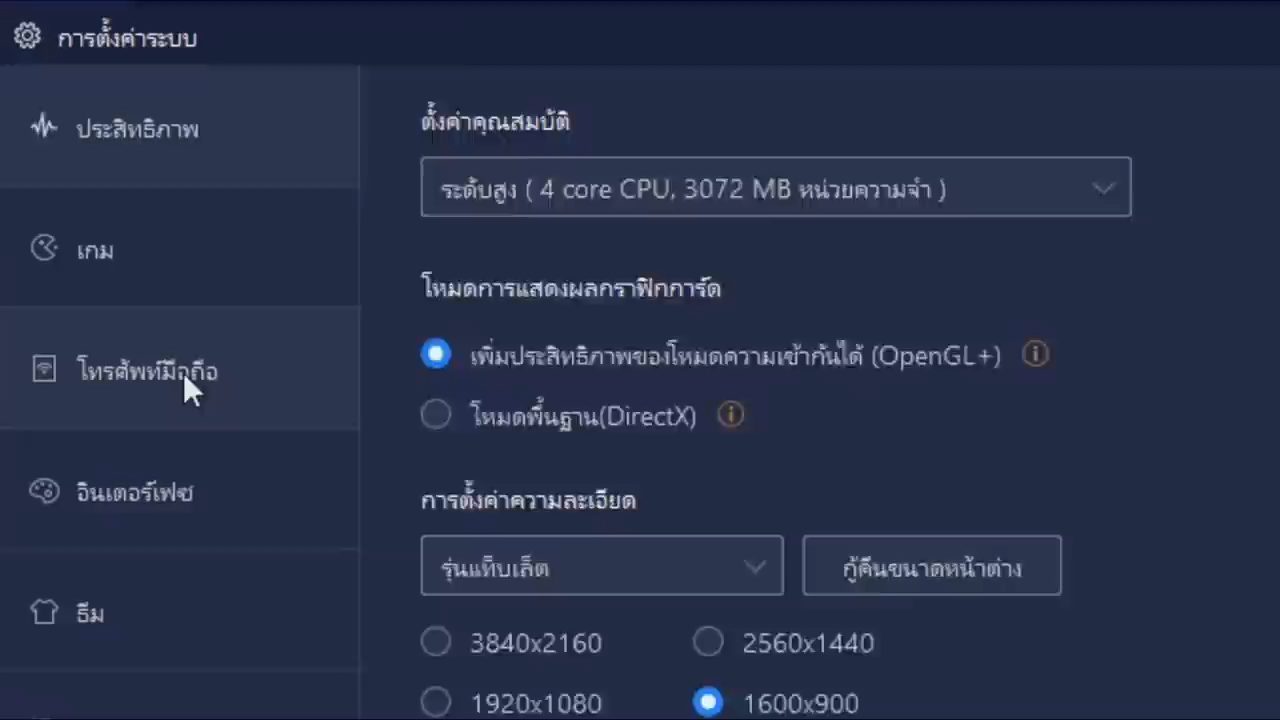 การตั้งค่าระบบ
ประสิทธิภาพ
เกม
โทรศัพท์มือถือ
อินเตอร์เฟซ
ธีม
ตั้งค่าคุณสมบัติ
ระดับสูง ( 4 core CPU, 3072 MB หน่วยความจำ )
โหมดการแสดงผลกราฟิกการ์ด
เพิ่มประสิทธิภาพของโหมดความเข้ากันได้ (OpenGL+)
โหมดพื้นฐาน(DirectX)
การตั้งค่าความละเอียด
รุ่นแท็บเล็ต กู้คืนขนาดหน้าต่าง
3840x2160 2560x1440
1920x1080 1600x900